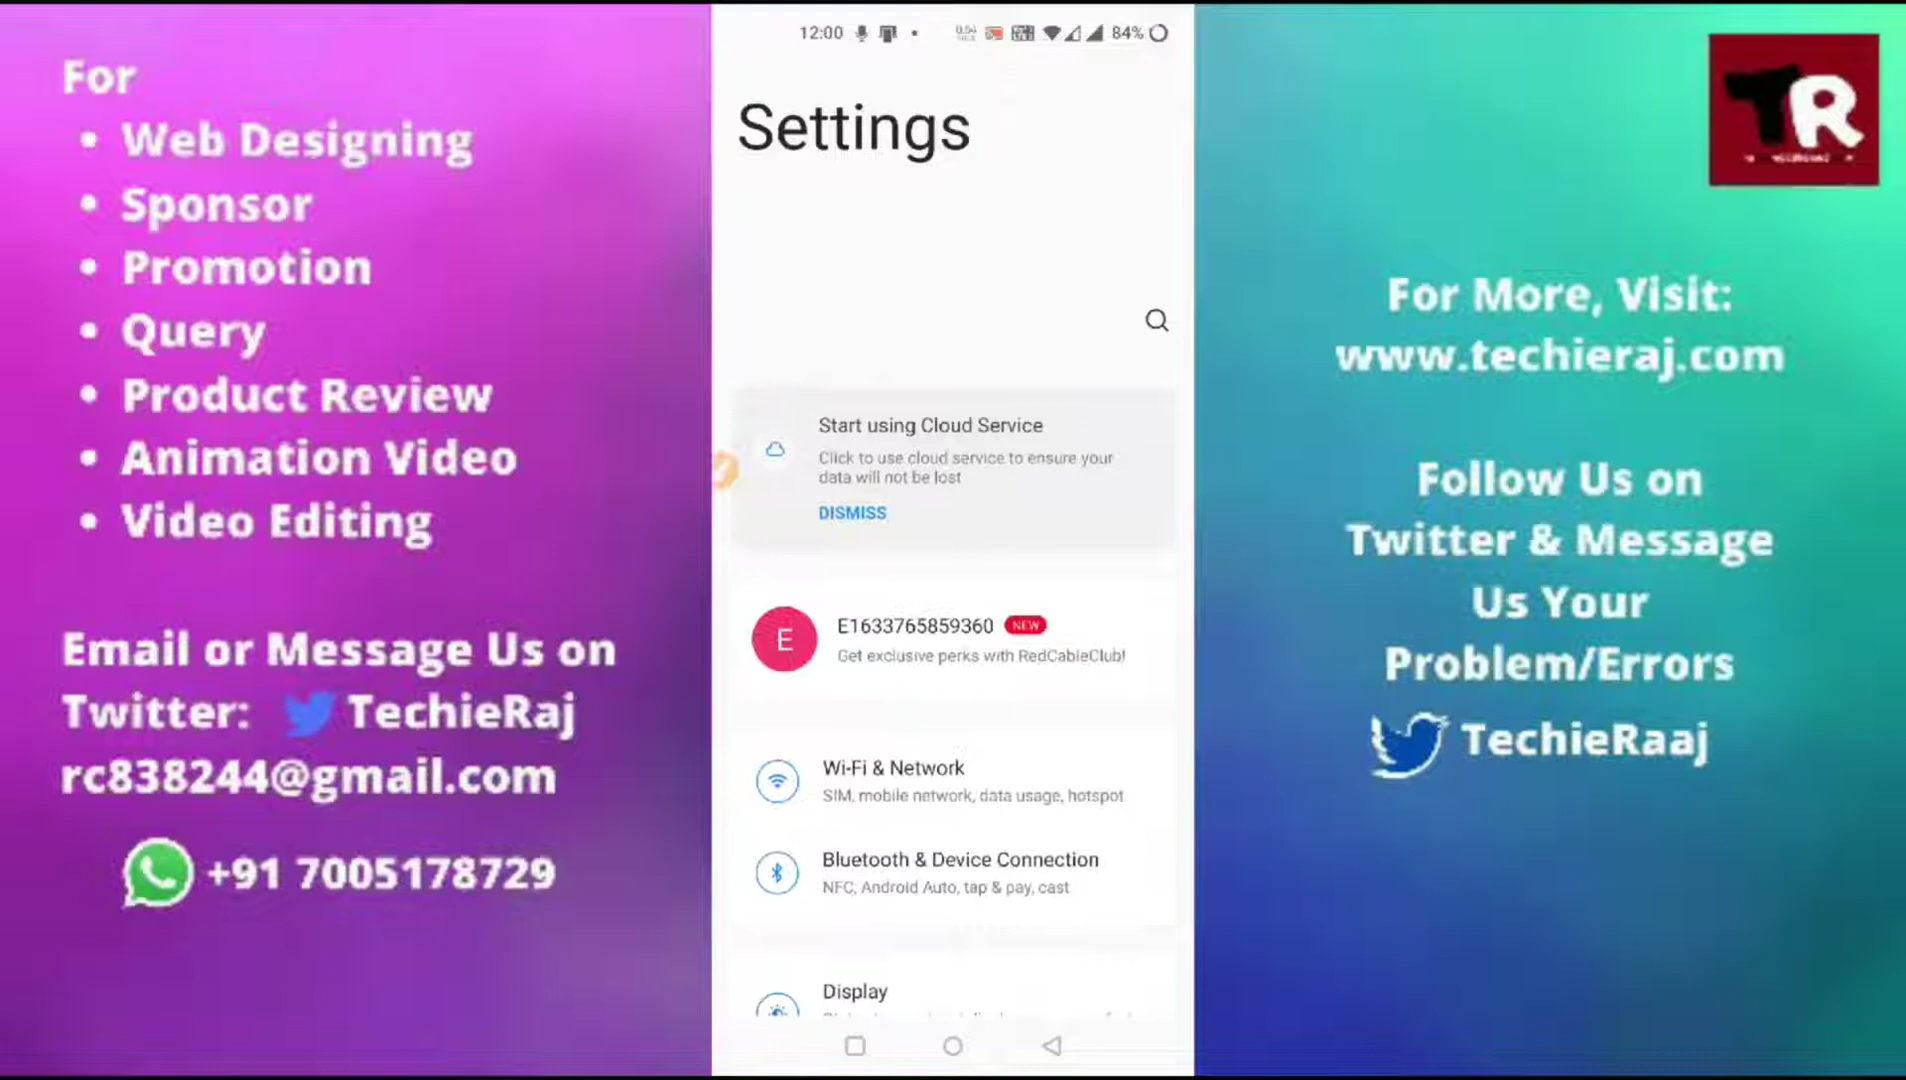 For
• Web Designing
• Sponsor
• Promotion
• Query
• Product Review
• Animation Video
• Video Editing
Email or Message Us on
Twitter: TechieRaj
rc838244@gmail.com
+91 7005178729
12:00
84%
Settings
Start using Cloud Service
Click to use cloud service to ensure your
data will not be lost
DISMISS
E
E1633765859360 NEW
Get exclusive perks with RedCableClub!
Wi-Fi & Network
SIM, mobile network, data usage, hotspot
Bluetooth & Device Connection
NFC, Android Auto, tap & pay, cast
Display
TR
For More, Visit:
www.techieraj.com
Follow Us on
Twitter & Message
Us Your
Problem/Errors
TechieRaaj